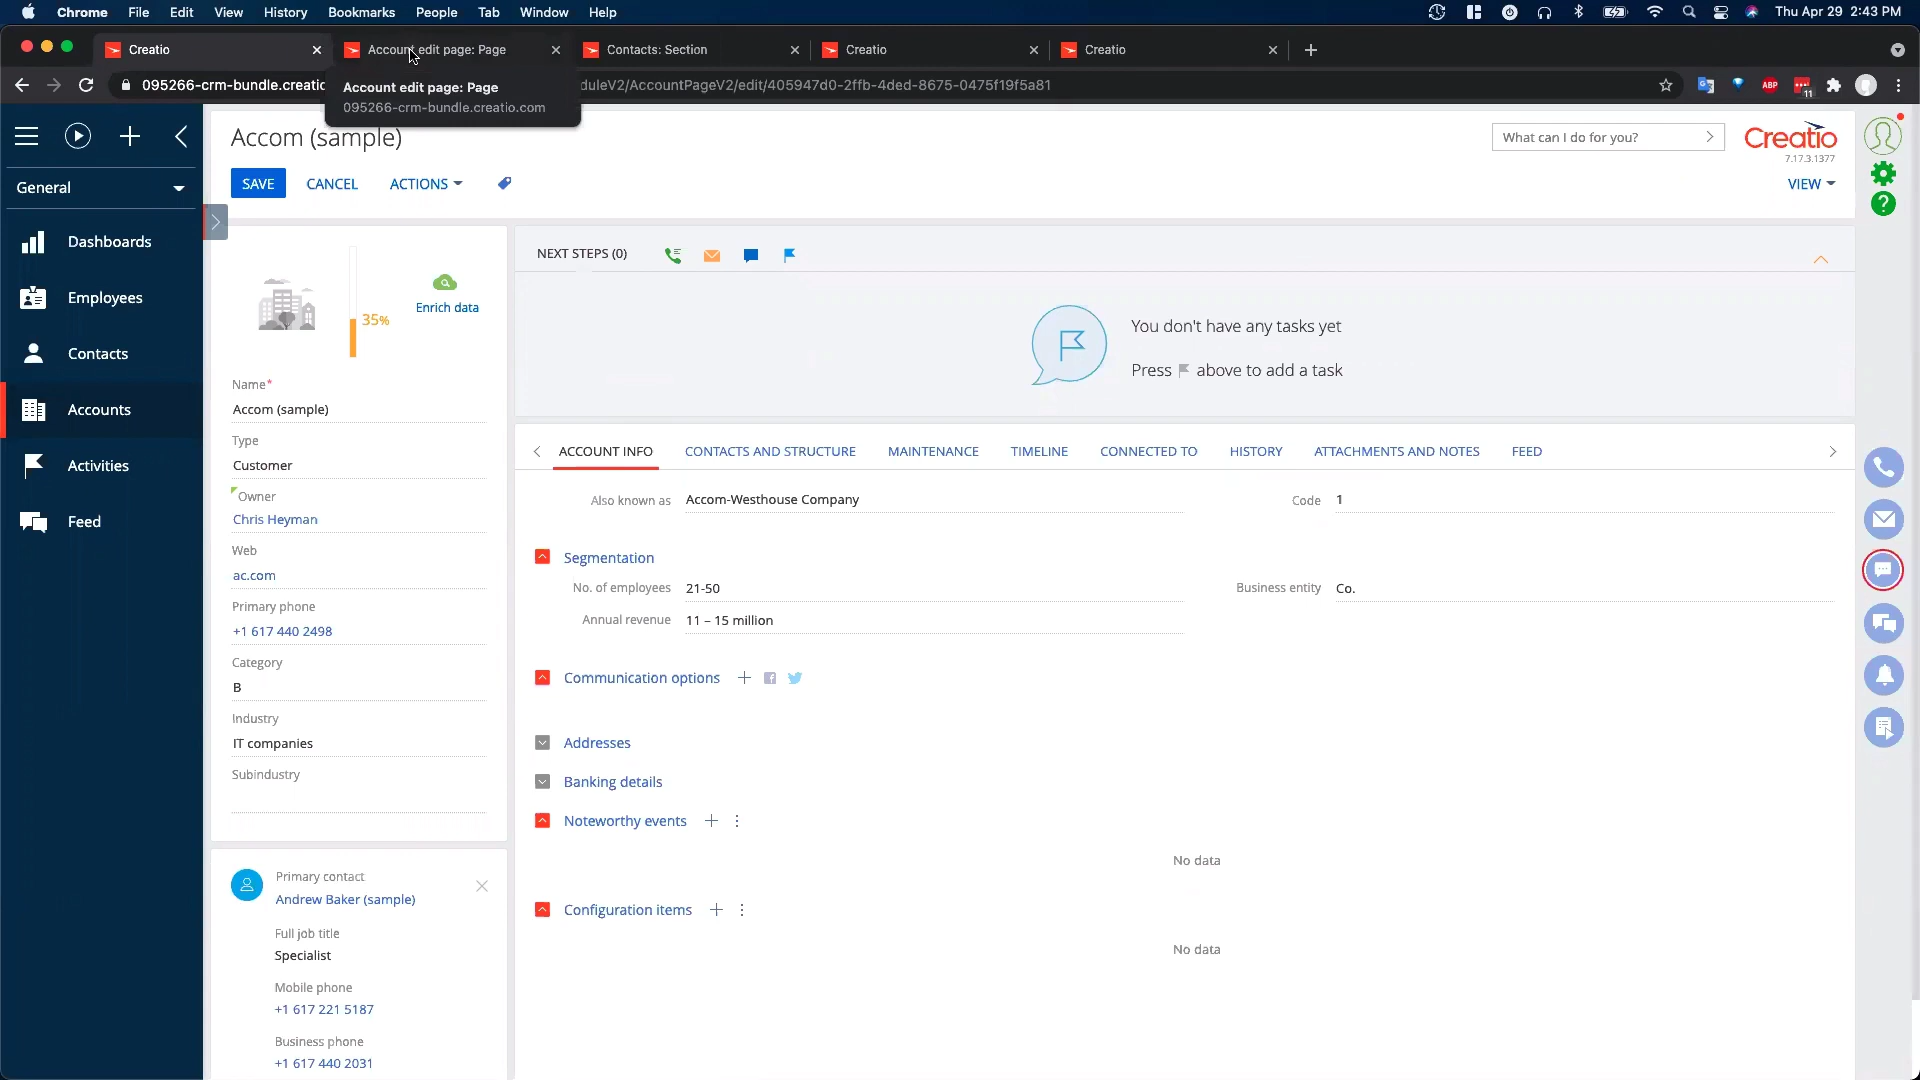 Chrome File Edit View History Bookmarks People Tab Window Help
Thu Apr 29 2:43 PM
Creatio
Account edit page: Page
Contacts: Section
Creatio
Creatio
095266-crm-bundle.creatio
duleV2/AccountPageV2/edit/405947d0-2ffb-4ded-8675-0475f19f5a81
ABP
11
Account edit page: Page
095266-crm-bundle.creatio.com
Accom (sample)
What can I do for you?
Creatio
7.17.3.1377
SAVE CANCEL ACTIONS
VIEW
General
Dashboards
Employees
Contacts
Accounts
Activities
Feed
35%
Enrich data
Name*
Accom (sample)
Type
Customer
Owner
Chris Heyman
Web
ac.com
Primary phone
+1 617 440 2498
Category
B
Industry
IT companies
Subindustry
Primary contact
Andrew Baker (sample)
Full job title
Specialist
Mobile phone
+1 617 221 5187
Business phone
+1 617 440 2031
NEXT STEPS (0)
You don't have any tasks yet
Press above to add a task
ACCOUNT INFO CONTACTS AND STRUCTURE MAINTENANCE TIMELINE CONNECTED TO HISTORY ATTACHMENTS AND NOTES FEED
Also known as Accom-Westhouse Company
Code 1
Segmentation
No. of employees 21-50
Business entity Co.
Annual revenue 11 – 15 million
Communication options
Addresses
Banking details
Noteworthy events
No data
Configuration items
No data